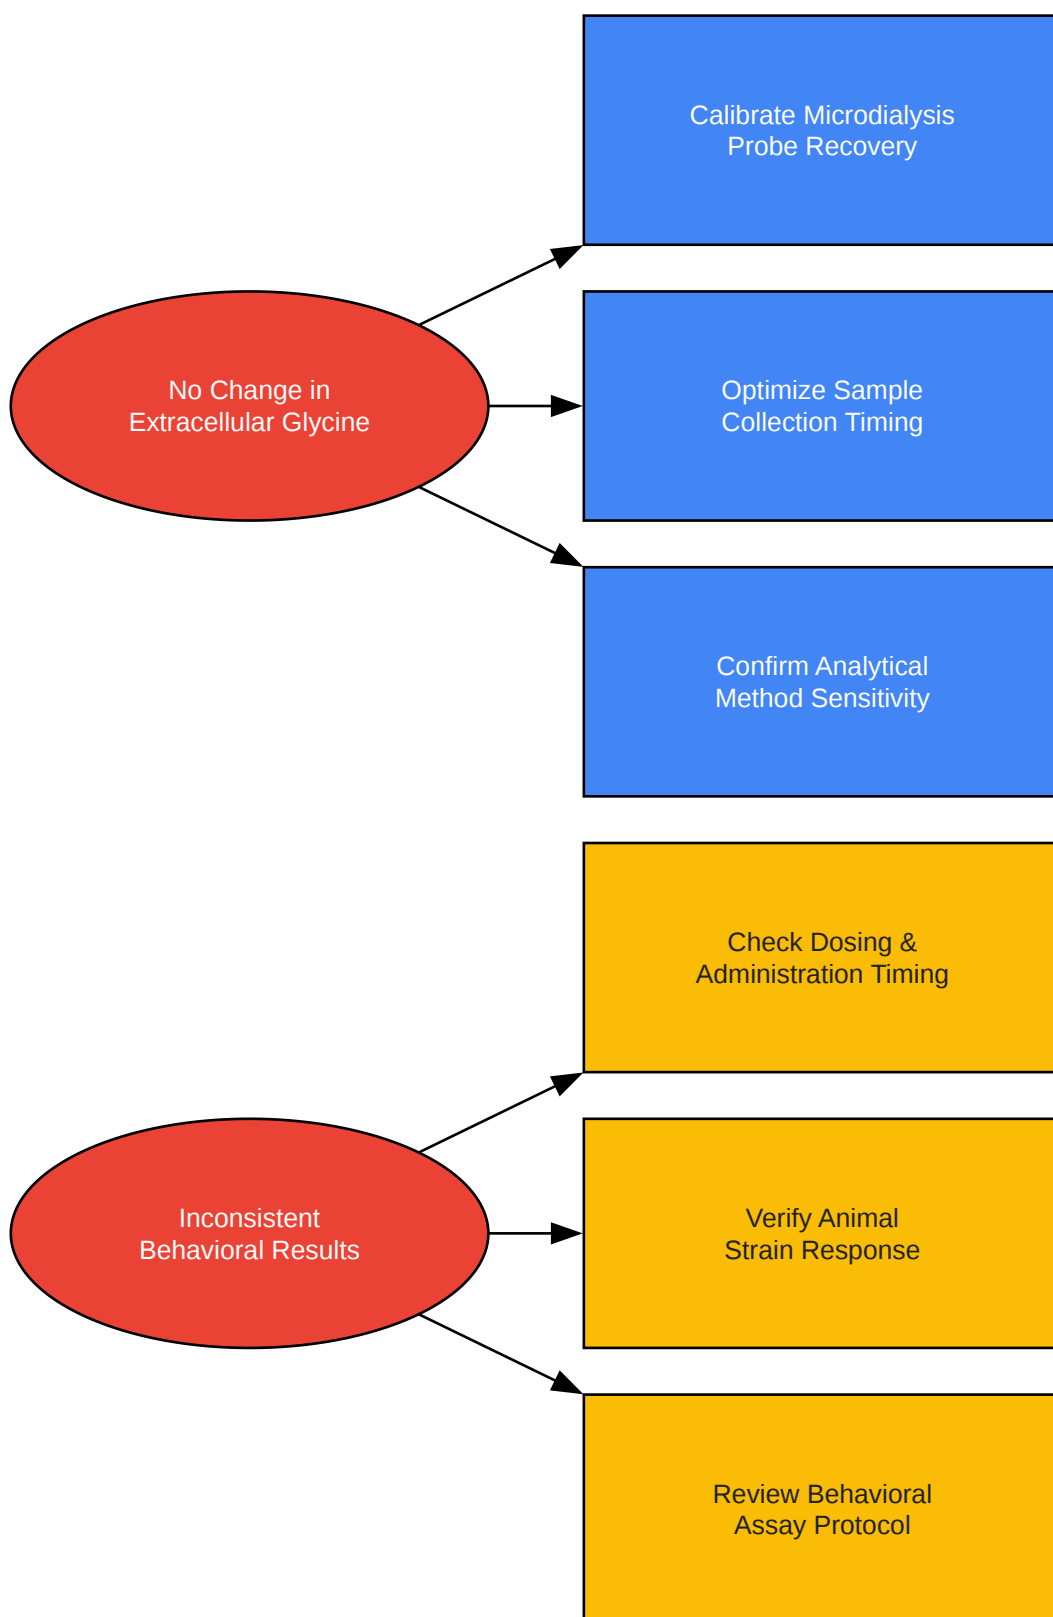 Calibrate Microdialysis
Probe Recovery
No Change in
Extracellular Glycine
Optimize Sample
Collection Timing
Confirm Analytical
Method Sensitivity
Check Dosing &
Administration Timing
Inconsistent
Behavioral Results
Verify Animal
Strain Response
Review Behavioral
Assay Protocol